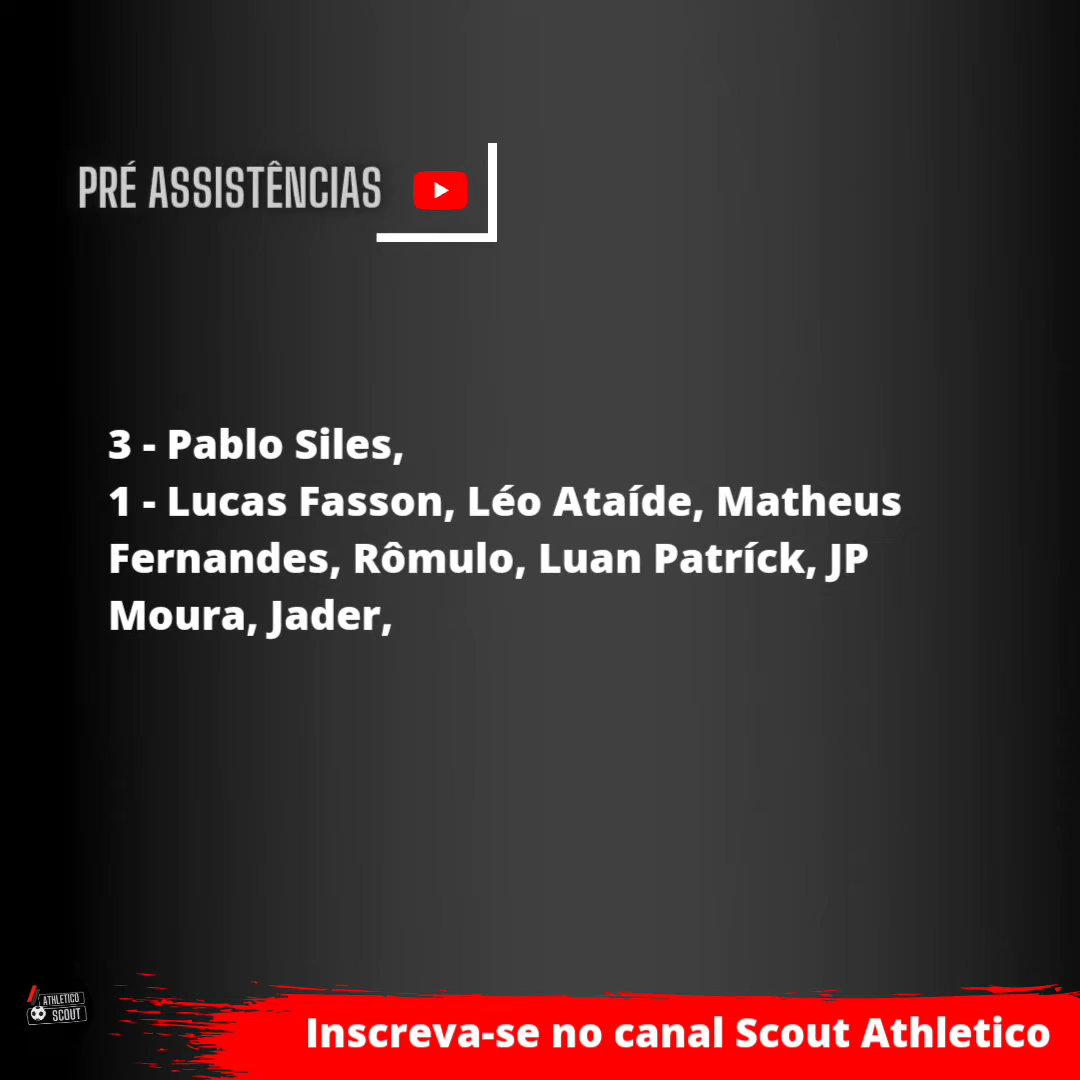 PRÉ ASSISTÊNCIAS
3 - Pablo Siles,
1 - Lucas Fasson, Léo Ataíde, Matheus
Fernandes, Rômulo, Luan Patríck, JP
Moura, Jader,
ATHLETICO
SCOUT
Inscreva-se no canal Scout Athletico